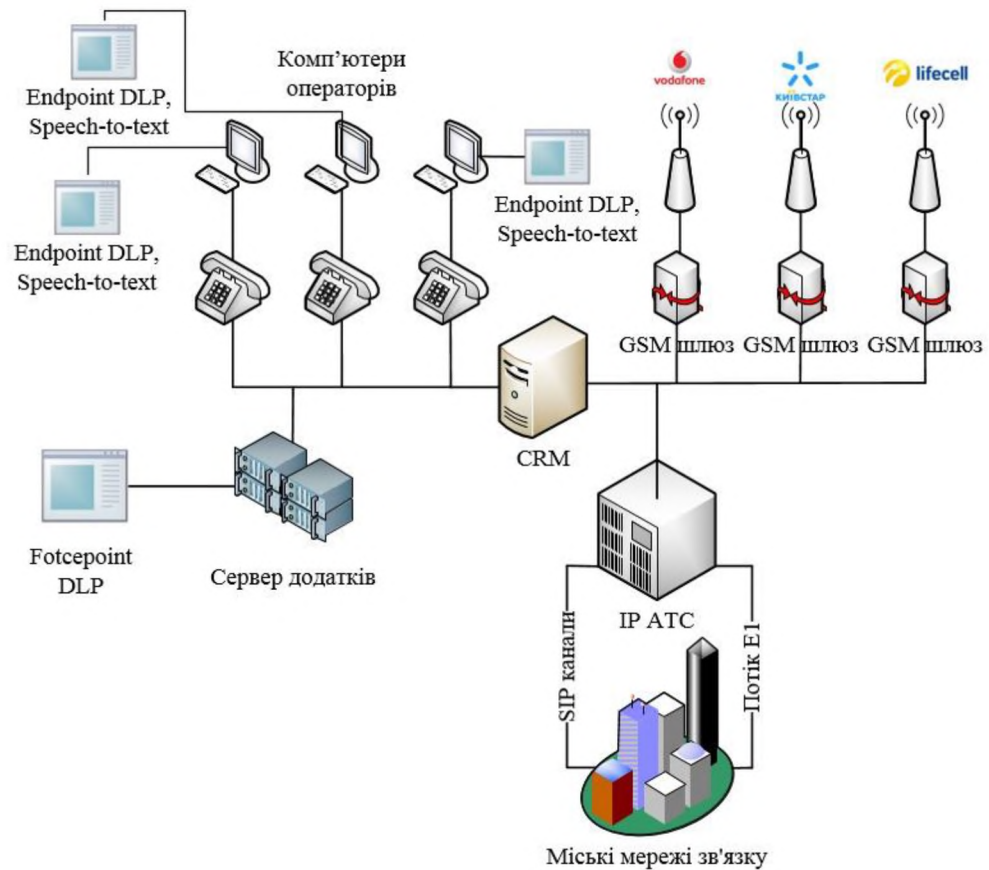 Комп’ютери
операторів
vodafone
КИЇВСТАР
lifecell
Endpoint DLP,
Speech-to-text
Endpoint DLP,
Speech-to-text
Endpoint DLP,
Speech-to-text
GSM шлюз
GSM шлюз
GSM шлюз
CRM
Fotcepoint
DLP
Сервер додатків
IP АТС
SIP канали
Потік Е1
Міські мережі зв'язку